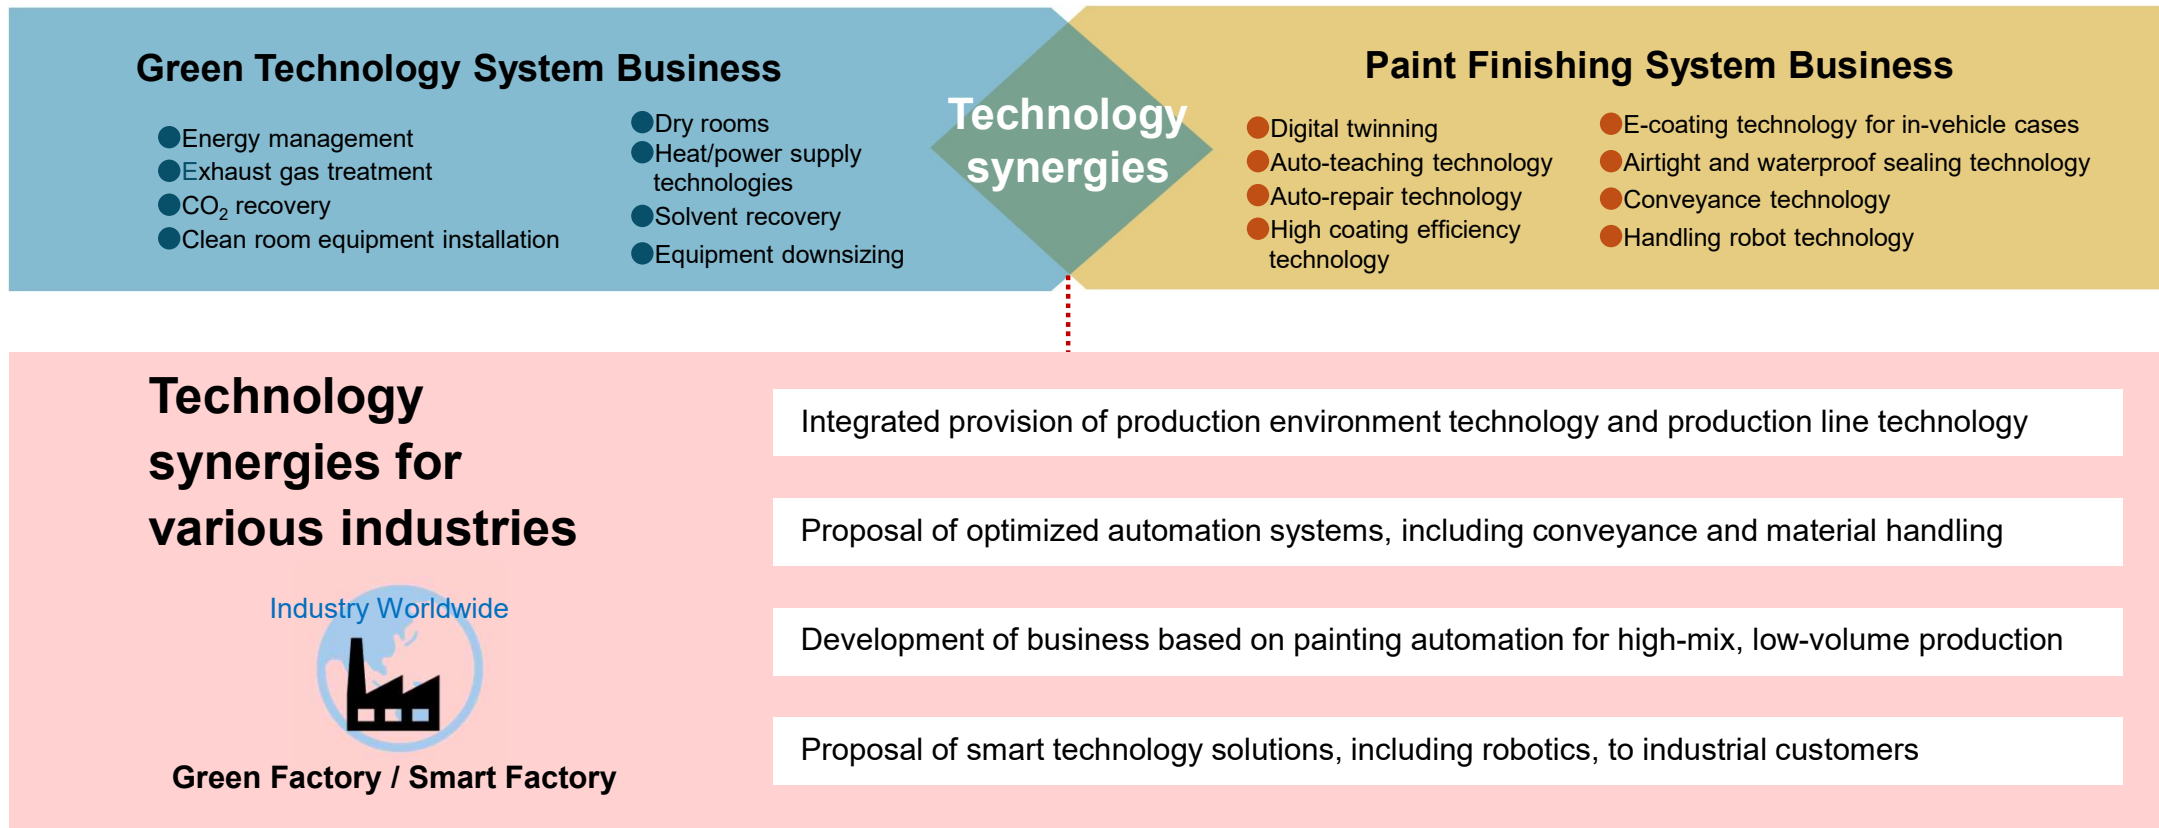 Green Technology System Business
●Energy management
●Exhaust gas treatment
●CO₂ recovery
●Clean room equipment installation
●Dry rooms
●Heat/power supply
technologies
●Solvent recovery
●Equipment downsizing
Technology
synergies
Paint Finishing System Business
●Digital twinning
●Auto-teaching technology
●Auto-repair technology
●High coating efficiency
technology
●E-coating technology for in-vehicle cases
●Airtight and waterproof sealing technology
●Conveyance technology
●Handling robot technology
Technology
synergies for
various industries
Industry Worldwide
Green Factory / Smart Factory
Integrated provision of production environment technology and production line technology
Proposal of optimized automation systems, including conveyance and material handling
Development of business based on painting automation for high-mix, low-volume production
Proposal of smart technology solutions, including robotics, to industrial customers